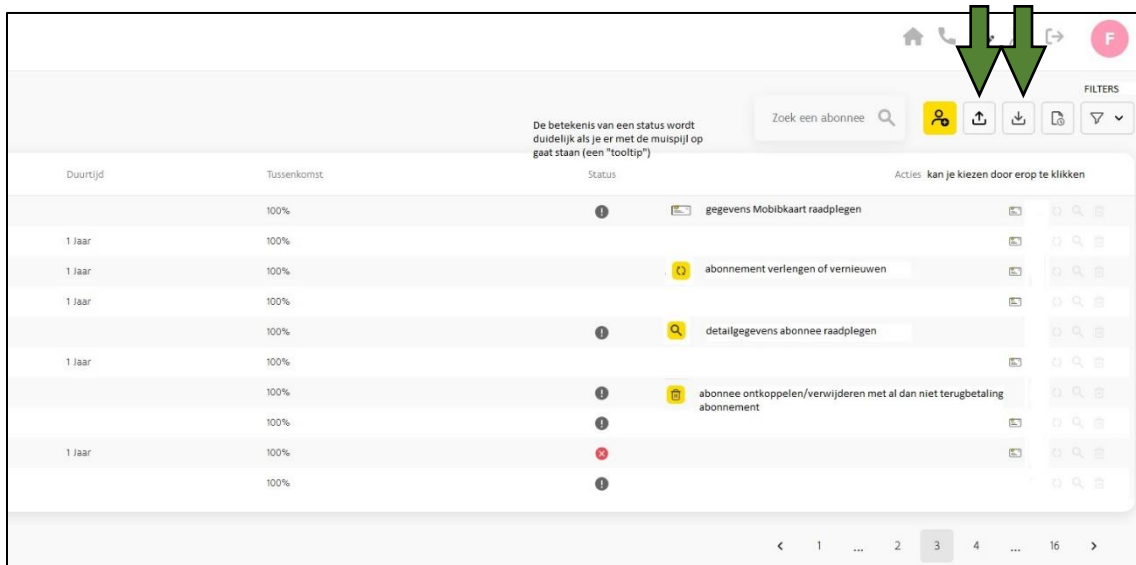 F
FILTERS
Zoek een abonnee
De betekenis van een status wordt
duidelijk als je er met de muispijl op
gaat staan (een "tooltip")
Duurtijd Tussenkomst Status Acties kan je kiezen door erop te klikken
100% gegevens Mobibkaart raadplegen
1 Jaar 100%
1 Jaar 100% abonnement verlengen of vernieuwen
1 Jaar 100%
100% detailgegevens abonnee raadplegen
1 Jaar 100%
100% abonnee ontkoppelen/verwijderen met al dan niet terugbetaling
abonnement
100%
1 Jaar 100%
100%
< 1 ... 2 3 4 ... 16 >